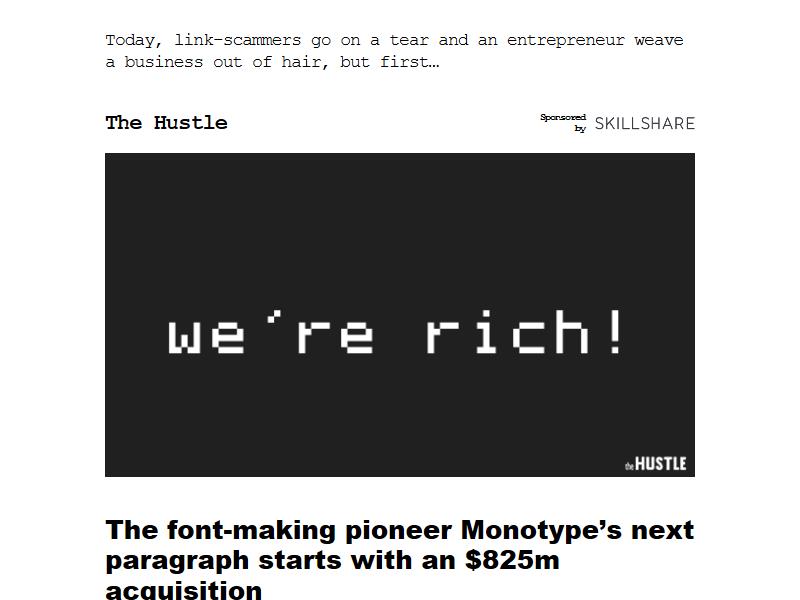 Today, link-scammers go on a tear and an entrepreneur weave
a business out of hair, but first…
The Hustle
Sponsored
by
SKILLSHARE
we're rich!
the HUSTLE
The font-making pioneer Monotype’s next
paragraph starts with an $825m
acquisition